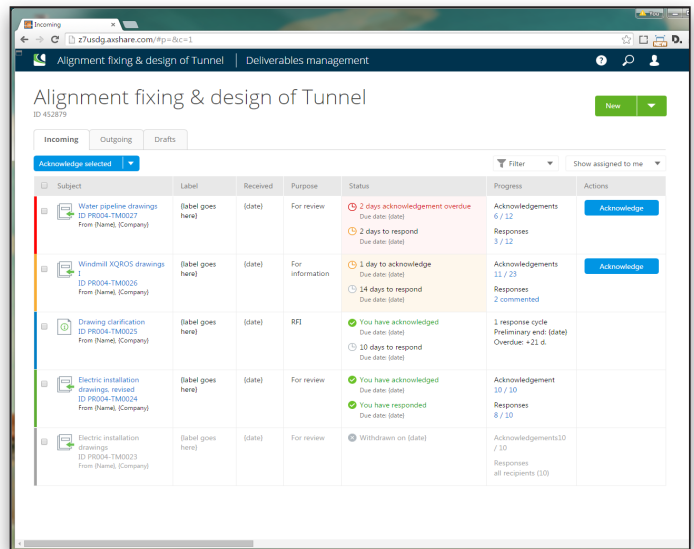 You
Incoming
z7usdg.axshare.com/#p=&c=1
Alignment fixing & design of Tunnel | Deliverables management
Alignment fixing & design of Tunnel
ID 452879
New
Incoming Outgoing Drafts
Acknowledge selected
Filter Show assigned to me
Subject Label Received Purpose Status Progress Actions
Water pipeline drawings {label goes {date} For review 2 days acknowledgement overdue Acknowledgements Acknowledge
ID PR004-TM0027 here} Due date: {date} 6 / 12
From {Name}, {Company} 2 days to respond Responses
Due date: {date} 3 / 12
Windmill XQROS drawings {label goes {date} For 1 day to acknowledge Acknowledgements Acknowledge
I here} information Due date: {date} 11 / 23
ID PR004-TM0026 14 days to respond Responses
From {Name}, {Company} Due date: {date} 2 commented
Drawing clarification {label goes {date} RFI You have acknowledged 1 response cycle
ID PR004-TM0025 here} Due date: {date} Preliminary end: {date}
From {Name}, {Company} 10 days to respond Overdue: +21 d.
Due date: {date}
Electric installation {label goes {date} For review You have acknowledged Acknowledgement
drawings. revised here} Due date: {date} 10 / 10
ID PR004-TM0024 You have responded Responses
From {Name}, {Company} Due date: {date} 8 / 10
Electric installation {label goes {date} For review Withdrawn on {date} Acknowledgements10
drawings here} / 10
ID PR004-TM0023 Responses
From {Name}, {Company} all recipients (10)